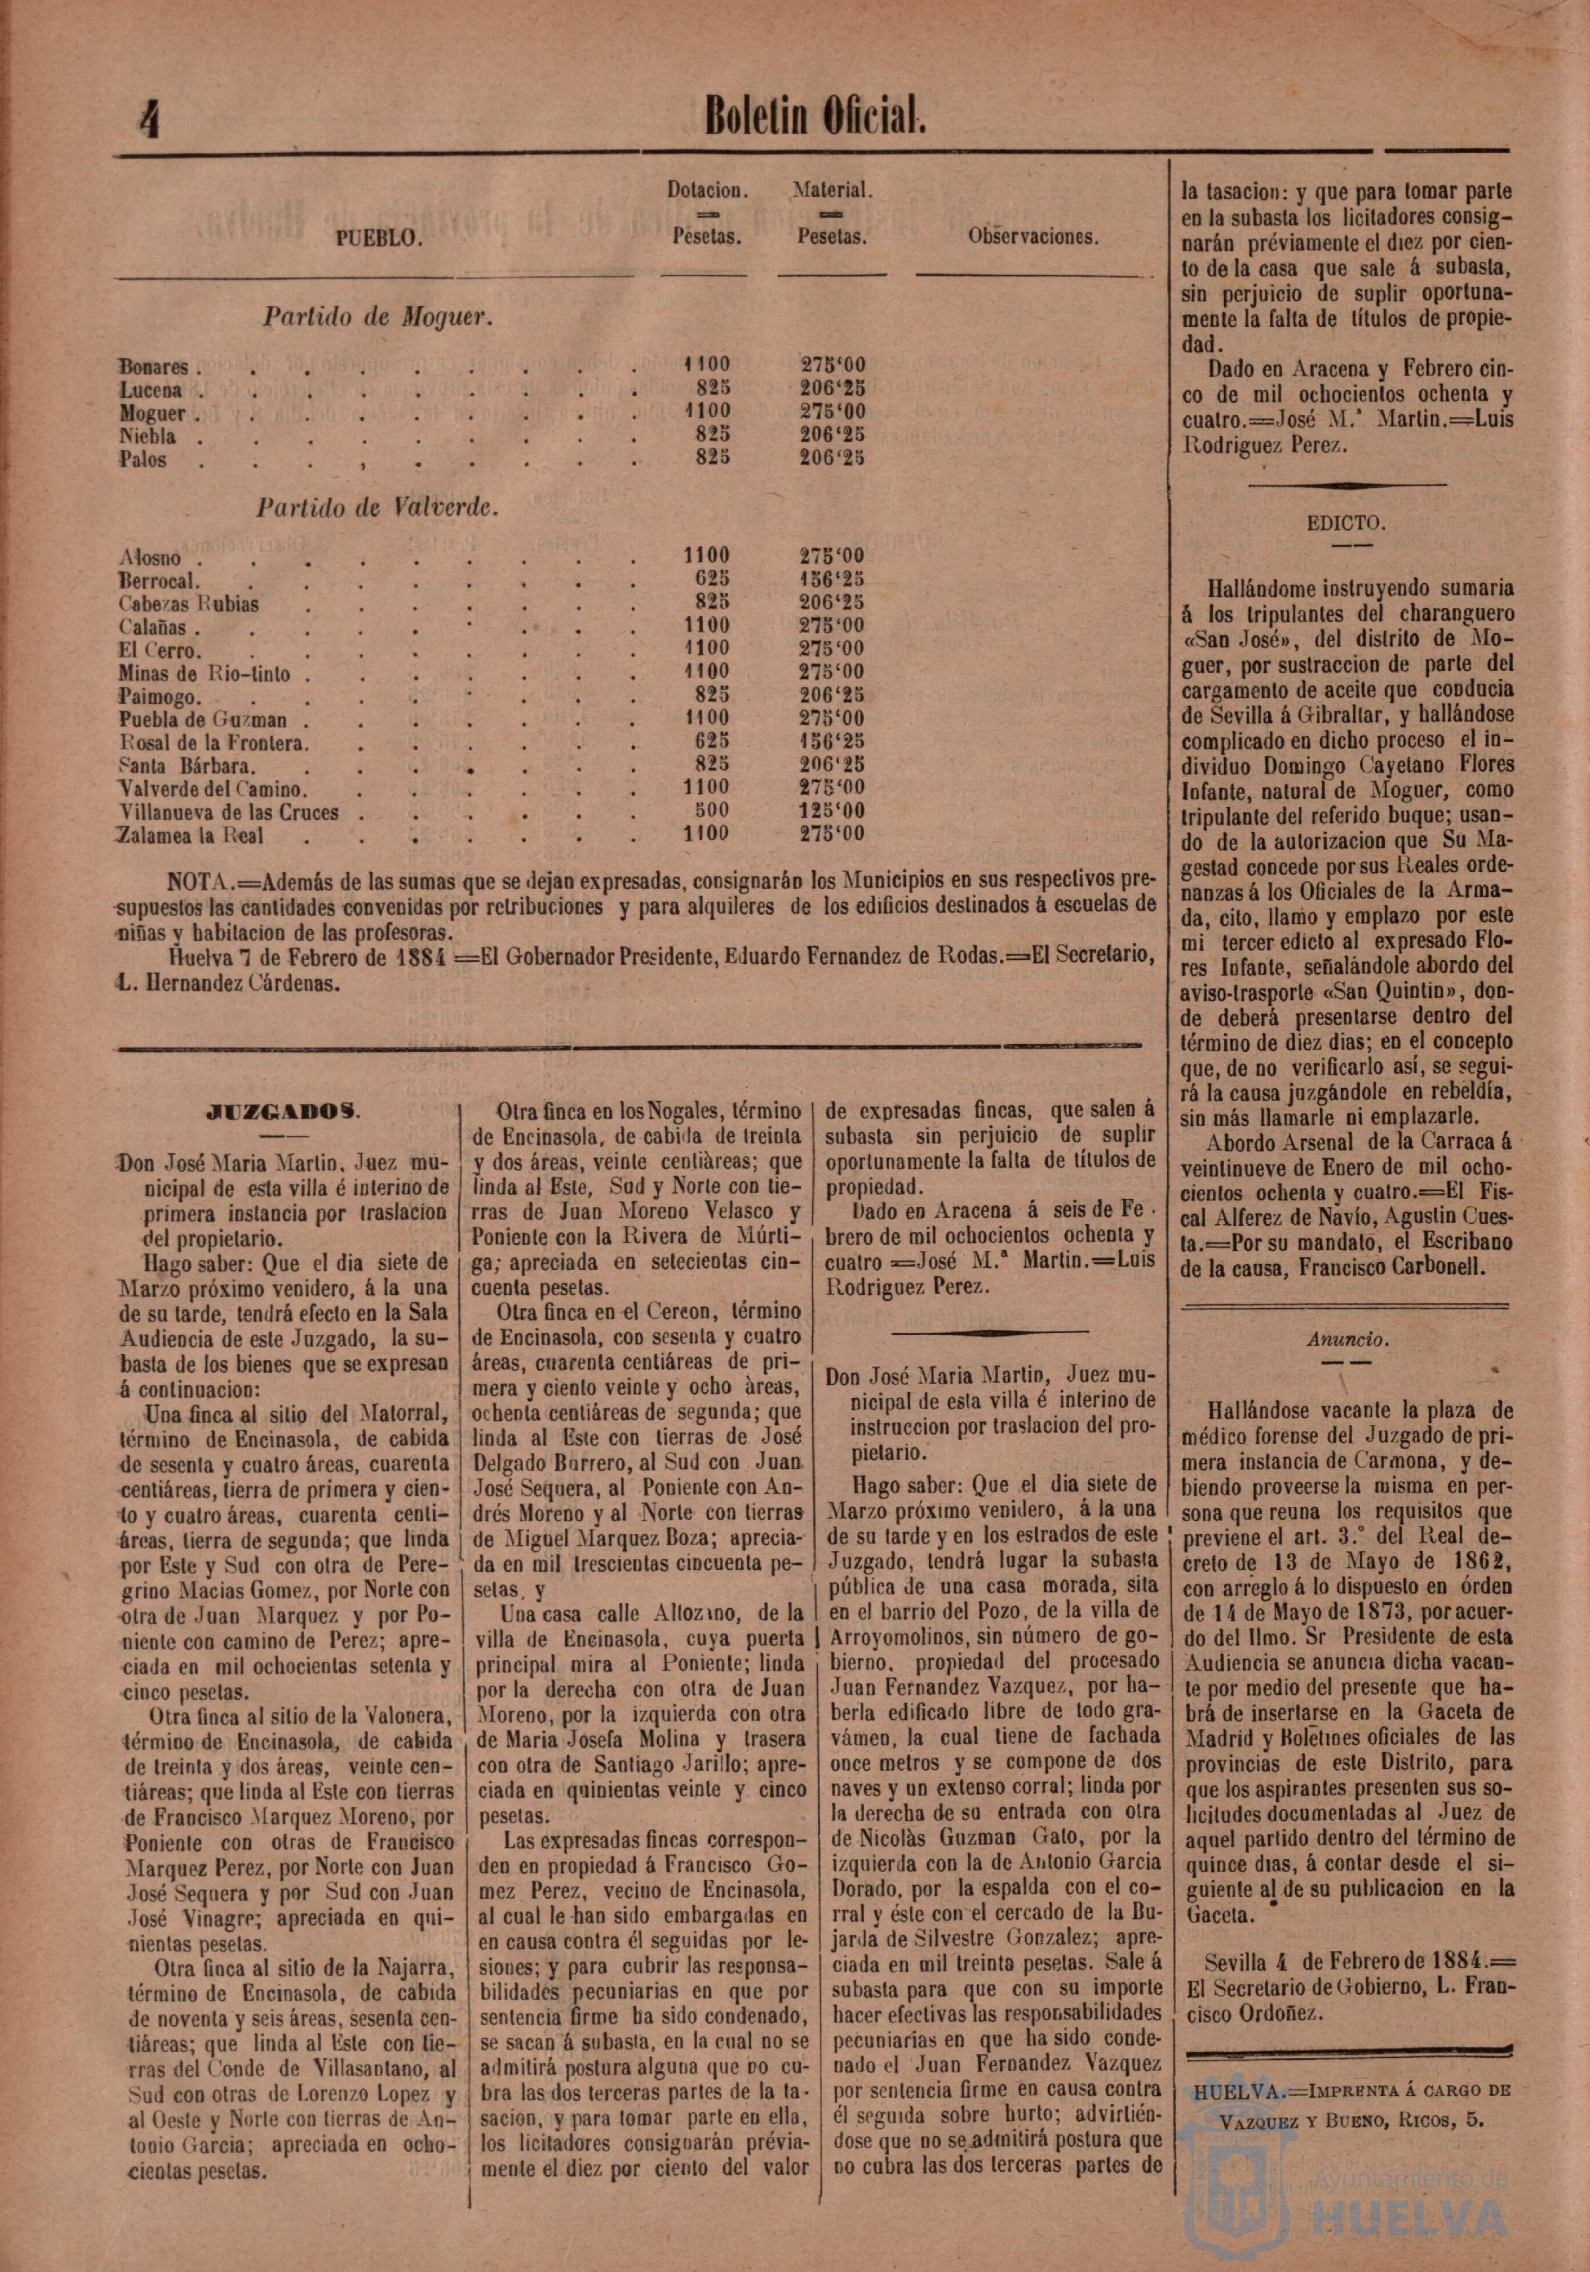 4
Boletin Oficial.
PUEBLO.
Dotacion.
Pesetas.
Material.
Pesetas.
Observaciones.
Partido de Moguer.
Bonares . . . . . . . . . 1100 275'00
Lucena . . . . . . . . . 825 206'25
Moguer . . . . . . . . . 1100 275'00
Niebla . . . . . . . . . 825 206'25
Palos . . . . . . . . . 825 206'25
Partido de Valverde.
Alosno . . . . . . . . . 1100 275'00
Berrocal. . . . . . . . . 625 156'25
Cabezas Rubias . . . . . . . 825 206'25
Calañas . . . . . . . . . 1100 275'00
El Cerro. . . . . . . . . 1100 275'00
Minas de Rio-tinto . . . . . . . 1100 275'00
Paimogo. . . . . . . . . 825 206'25
Puebla de Guzman . . . . . . . 1100 275'00
Rosal de la Frontera. . . . . . . 625 156'25
Santa Bárbara. . . . . . . . 825 206'25
Valverde del Camino. . . . . . . 1100 275'00
Villanueva de las Cruces . . . . . . 500 125'00
Zalamea la Real . . . . . . . 1100 275'00
NOTA.=Además de las sumas que se dejan expresadas, consignarán los Municipios en sus respectivos pre-
supuestos las cantidades convenidas por retribuciones y para alquileres de los edificios destinados á escuelas de
niñas y habitacion de las profesoras.
Huelva 7 de Febrero de 1884 =El Gobernador Presidente, Eduardo Fernandez de Rodas.=El Secretario,
L. Hernandez Cárdenas.
JUZGADOS.
Don José Maria Martin, Juez mu-
nicipal de esta villa é interino de
primera instancia por traslacion
del propietario.
Hago saber: Que el dia siete de
Marzo próximo venidero, á la una
de su tarde, tendrá efecto en la Sala
Audiencia de este Juzgado, la su-
basta de los bienes que se expresan
á continuacion:
Una finca al sitio del Matorral,
término de Encinasola, de cabida
de sesenta y cuatro áreas, cuarenta
centiáreas, tierra de primera y cien-
to y cuatro áreas, cuarenta centi-
áreas, tierra de segunda; que linda
por Este y Sud con otra de Pere-
grino Macias Gomez, por Norte con
otra de Juan Marquez y por Po-
niente con camino de Perez; apre-
ciada en mil ochocientas setenta y
cinco pesetas.
Otra finca al sitio de la Valonera,
término de Encinasola, de cabida
de treinta y dos áreas, veinte cen-
tiáreas; que linda al Este con tierras
de Francisco Marquez Moreno, por
Poniente con otras de Francisco
Marquez Perez, por Norte con Juan
José Sequera y por Sud con Juan
José Vinagre; apreciada en qui-
nientas pesetas.
Otra finca al sitio de la Najarra,
término de Encinasola, de cabida
de noventa y seis áreas, sesenta cen-
tiáreas; que linda al Este con tie-
rras del Conde de Villasantano, al
Sud con otras de Lorenzo Lopez y
al Oeste y Norte con tierras de An-
tonio Garcia; apreciada en ocho-
cientas pesetas.
Otra finca en los Nogales, término
de Encinasola, de cabida de treinta
y dos áreas, veinte centiàreas; que
linda al Este, Sud y Norte con tie-
rras de Juan Moreno Velasco y
Poniente con la Rivera de Múrti-
ga; apreciada en setecientas cin-
cuenta pesetas.
Otra finca en el Cereon, término
de Encinasola, con sesenta y cuatro
áreas, cuarenta centiáreas de pri-
mera y ciento veinte y ocho àreas,
ochenta centiáreas de segunda; que
linda al Este con tierras de José
Delgado Barrero, al Sud con Juan
José Sequera, al Poniente con An-
drés Moreno y al Norte con tierras
de Miguel Marquez Boza; aprecia-
da en mil trescientas cincuenta pe-
setas, y
Una casa calle Altozano, de la
villa de Encinasola, cuya puerta
principal mira al Poniente; linda
por la derecha con otra de Juan
Moreno, por la izquierda con otra
de Maria Josefa Molina y trasera
con otra de Santiago Jarillo; apre-
ciada en quinientas veinte y cinco
pesetas.
Las expresadas fincas correspon-
den en propiedad á Francisco Go-
mez Perez, vecino de Encinasola,
al cual le han sido embargadas en
en causa contra él seguidas por le-
siones; y para cubrir las responsa-
bilidades pecuniarias en que por
sentencia firme ha sido condenado,
se sacan á subasta, en la cual no se
admitirá postura alguna que no cu-
bra las dos terceras partes de la ta-
sacion, y para tomar parte en ella,
los licitadores consignarán prévia-
mente el diez por ciento del valor
de expresadas fincas, que salen á
subasta sin perjuicio de suplir
oportunamente la falta de títulos de
propiedad.
Dado en Aracena á seis de Fe-
brero de mil ochocientos ochenta y
cuatro =José M.ª Martin.=Luis
Rodriguez Perez.
Don José Maria Martin, Juez mu-
nicipal de esta villa é interino de
instruccion por traslacion del pro-
pietario.
Hago saber: Que el dia siete de
Marzo próximo venidero, á la una
de su tarde y en los estrados de este
Juzgado, tendrá lugar la subasta
pública de una casa morada, sita
en el barrio del Pozo, de la villa de
Arroyomolinos, sin número de go-
bierno, propiedad del procesado
Juan Fernandez Vazquez, por ha-
berla edificado libre de todo gra-
vámen, la cual tiene de fachada
once metros y se compone de dos
naves y un extenso corral; linda por
la derecha de su entrada con otra
de Nicolàs Guzman Gato, por la
izquierda con la de Antonio Garcia
Dorado, por la espalda con el co-
rral y éste con el cercado de la Bu-
jarda de Silvestre Gonzalez; apre-
ciada en mil treinta pesetas. Sale á
subasta para que con su importe
hacer efectivas las responsabilidades
pecuniarias en que ha sido conde-
nado el Juan Fernandez Vazquez
por sentencia firme en causa contra
él seguida sobre hurto; advirtién-
dose que no se admitirá postura que
no cubra las dos terceras partes de
la tasacion: y que para tomar parte
en la subasta los licitadores consig-
narán préviamente el diez por cien-
to de la casa que sale á subasta,
sin perjuicio de suplir oportuna-
mente la falta de títulos de propie-
dad.
Dado en Aracena y Febrero cin-
co de mil ochocientos ochenta y
cuatro.=José M.ª Martin.=Luis
Rodriguez Perez.
EDICTO.
Hallándome instruyendo sumaria
á los tripulantes del charanguero
«San José», del distrito de Mo-
guer, por sustraccion de parte del
cargamento de aceite que conducia
de Sevilla á Gibraltar, y hallándose
complicado en dicho proceso el in-
dividuo Domingo Cayetano Flores
Infante, natural de Moguer, como
tripulante del referido buque; usan-
do de la autorizacion que Su Ma-
gestad concede por sus Reales orde-
nanzas á los Oficiales de la Arma-
da, cito, llamo y emplazo por este
mi tercer edicto al expresado Flo-
res Infante, señalándole abordo del
aviso-trasporte «San Quintin», don-
de deberá presentarse dentro del
término de diez dias; en el concepto
que, de no verificarlo así, se segui-
rá la causa juzgándole en rebeldía,
sin más llamarle ni emplazarle.
Abordo Arsenal de la Carraca á
veintinueve de Enero de mil ocho-
cientos ochenta y cuatro.=El Fis-
cal Alferez de Navío, Agustin Cues-
ta.=Por su mandato, el Escribano
de la causa, Francisco Carbonell.
Anuncio.
Hallándose vacante la plaza de
médico forense del Juzgado de pri-
mera instancia de Carmona, y de-
biendo proveerse la misma en per-
sona que reuna los requisitos que
previene el art. 3.º del Real de-
creto de 13 de Mayo de 1862,
con arreglo á lo dispuesto en órden
de 14 de Mayo de 1873, por acuer-
do del Ilmo. Sr Presidente de esta
Audiencia se anuncia dicha vacan-
te por medio del presente que ha-
brá de insertarse en la Gaceta de
Madrid y Boletines oficiales de las
provincias de este Distrito, para
que los aspirantes presenten sus so-
licitudes documentadas al Juez de
aquel partido dentro del término de
quince dias, á contar desde el si-
guiente al de su publicacion en la
Gaceta.
Sevilla 4 de Febrero de 1884.=
El Secretario de Gobierno, L. Fran-
cisco Ordoñez.
HUELVA.=IMPRENTA Á CARGO DE
VAZQUEZ Y BUENO, RICOS, 5.
Ayuntamiento de
HUELVA